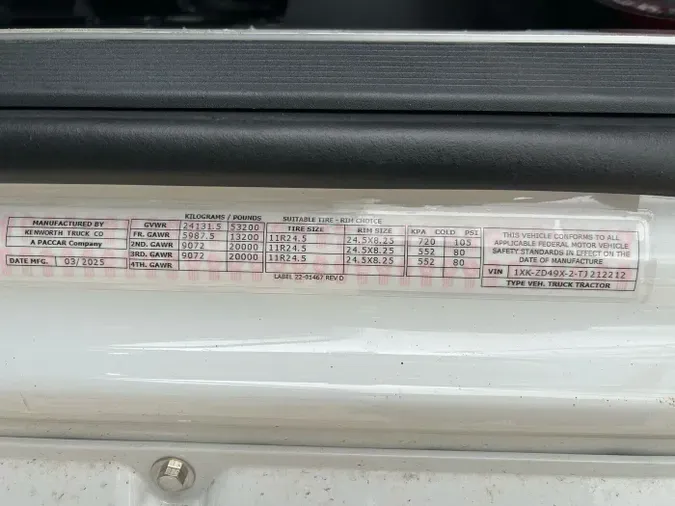 MANUFACTURED BY
KENWORTH TRUCK CO
A PACCAR Company
DATE MFG. 03/2025
KILOGRAMS / POUNDS
GVWR 24131.5 53200
FR. GAWR 5987.5 13200
2ND. GAWR 9072 20000
3RD. GAWR 9072 20000
4TH. GAWR
SUITABLE TIRE - RIM CHOICE
TIRE SIZE RIM SIZE KPA COLD PSI
11R24.5 24.5X8.25 720 105
11R24.5 24.5X8.25 552 80
11R24.5 24.5X8.25 552 80
LABEL 22-01467 REV D
THIS VEHICLE CONFORMS TO ALL
APPLICABLE FEDERAL MOTOR VEHICLE
SAFETY STANDARDS IN EFFECT ON THE
DATE OF MANUFACTURE
VIN 1XK-ZD49X-2-TJ 212212
TYPE VEH. TRUCK TRACTOR